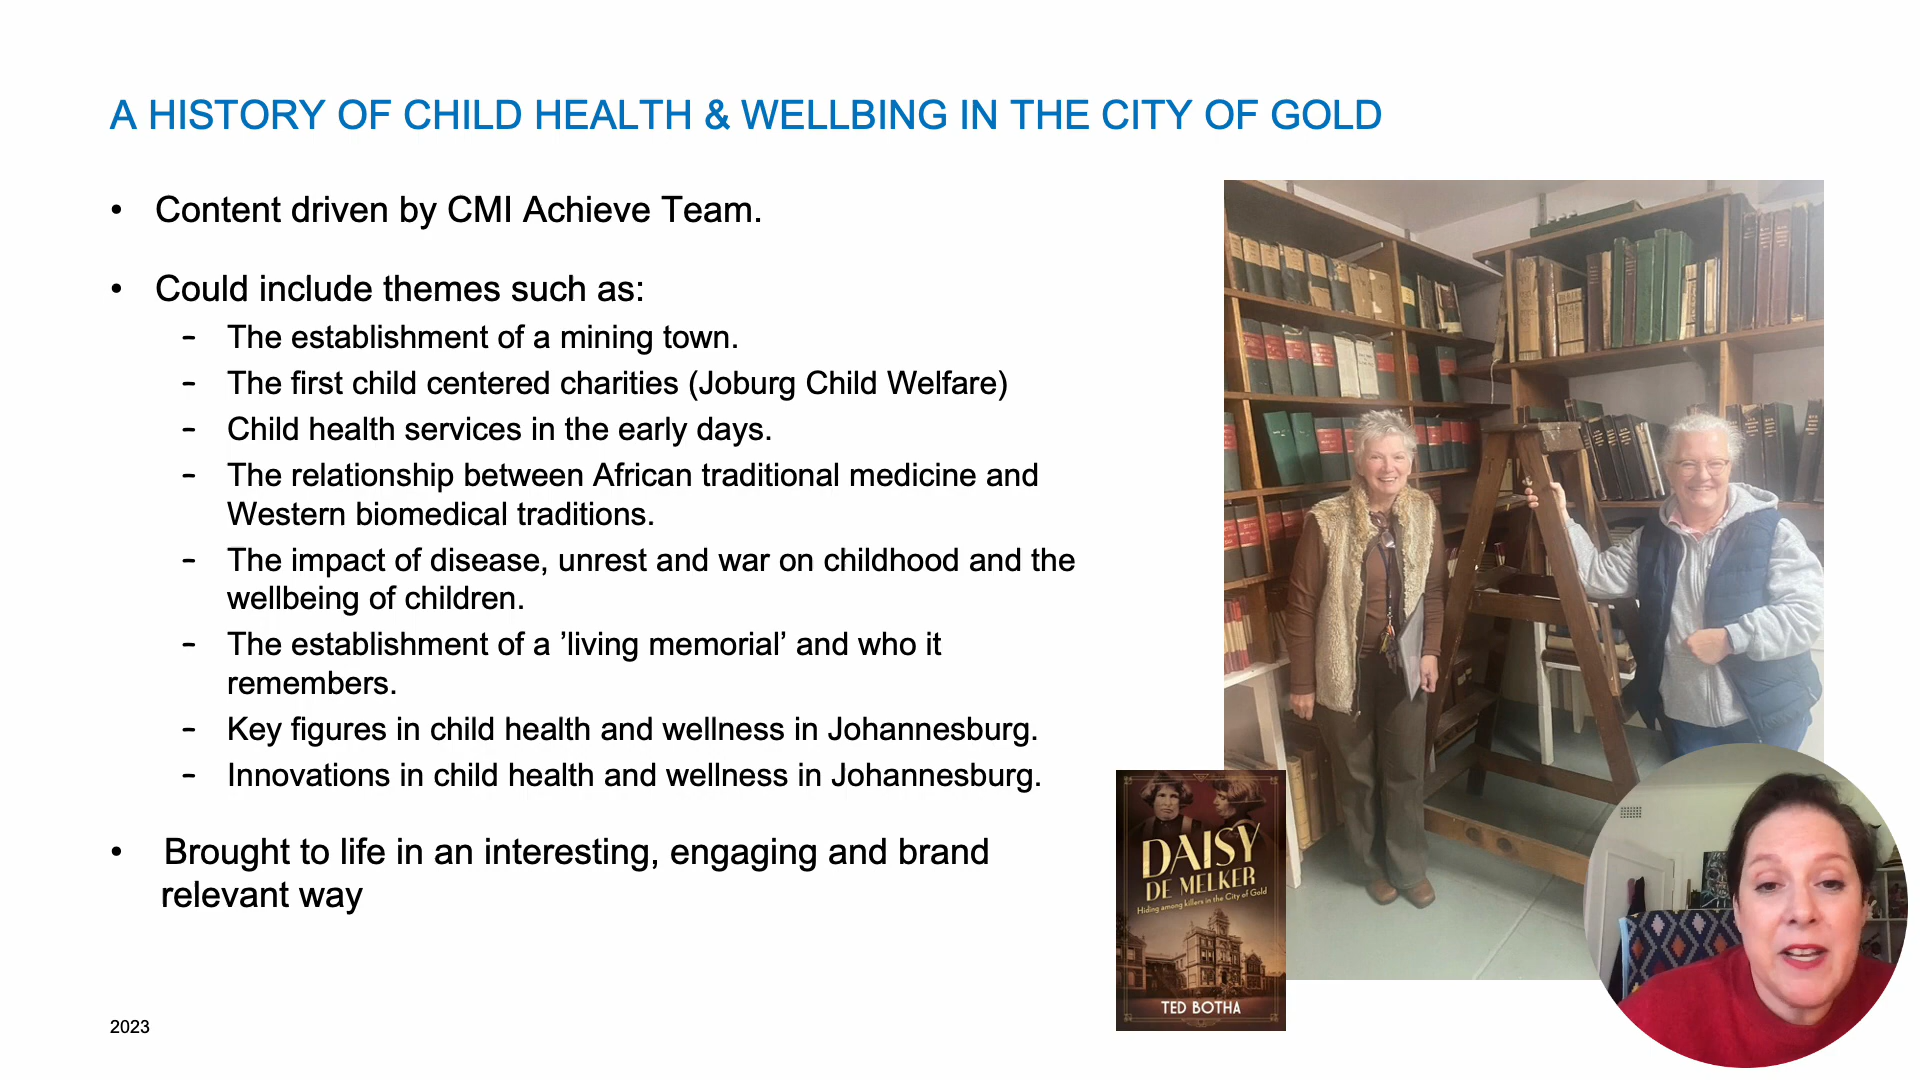 A HISTORY OF CHILD HEALTH & WELLBING IN THE CITY OF GOLD
• Content driven by CMI Achieve Team.
• Could include themes such as:
- The establishment of a mining town.
- The first child centered charities (Joburg Child Welfare)
- Child health services in the early days.
- The relationship between African traditional medicine and
Western biomedical traditions.
- The impact of disease, unrest and war on childhood and the
wellbeing of children.
- The establishment of a ’living memorial’ and who it
remembers.
- Key figures in child health and wellness in Johannesburg.
- Innovations in child health and wellness in Johannesburg.
• Brought to life in an interesting, engaging and brand
relevant way
DAISY
DE MELKER
Hiding among killers in the City of Gold
TED BOTHA
2023